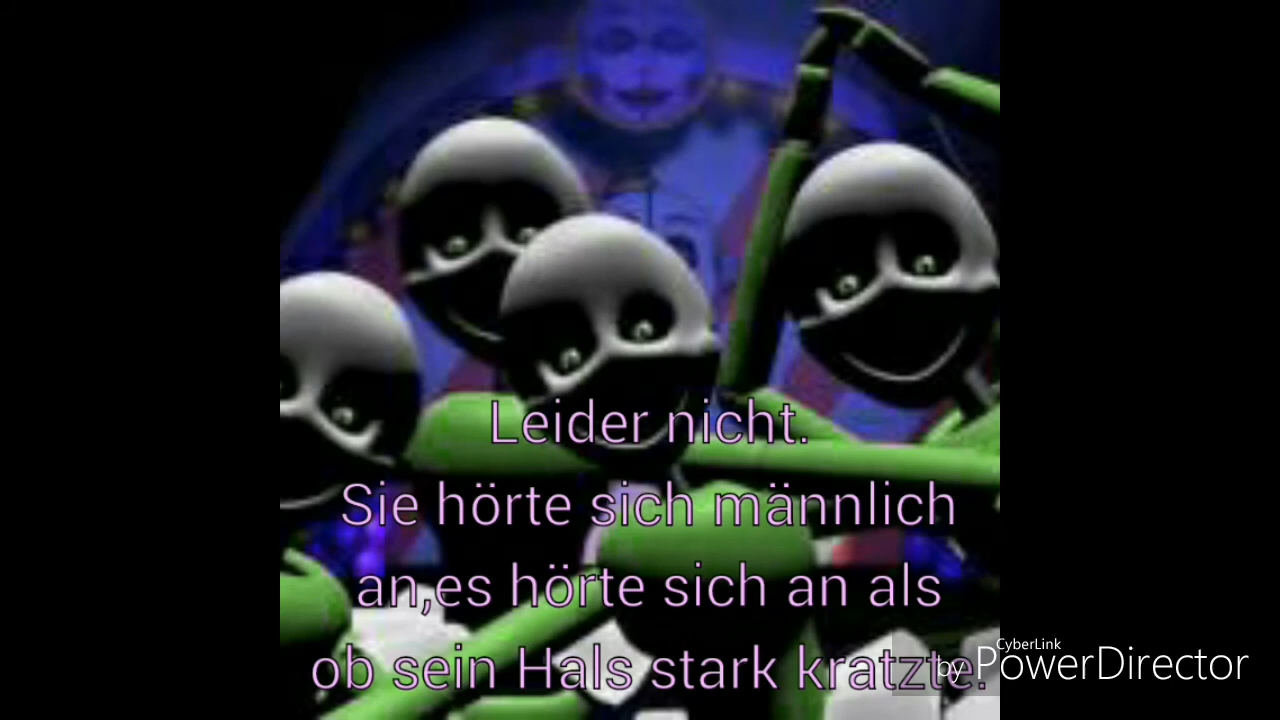 Leider nicht.
Sie hörte sich männlich
an,es hörte sich an als
ob sein Hals stark kratzte.
CyberLink
by PowerDirector